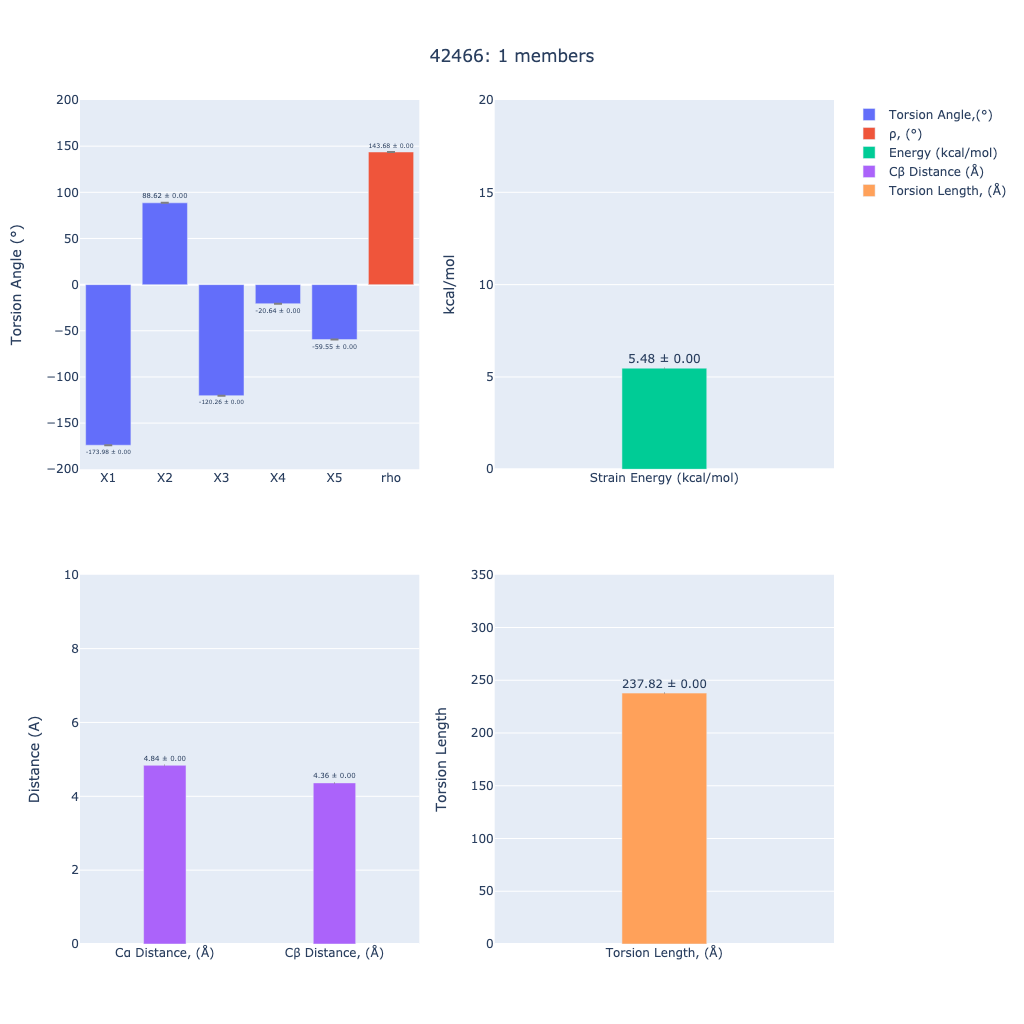 42466: 1 members
Torsion Angle (°)
200
150
100
50
0
−50
−100
−150
−200
-173.98 ± 0.00
88.62 ± 0.00
-120.26 ± 0.00
-20.64 ± 0.00
-59.55 ± 0.00
143.68 ± 0.00
X1 X2 X3 X4 X5 rho
kcal/mol
20
15
10
5
0
5.48 ± 0.00
Strain Energy (kcal/mol)
Torsion Angle,(°)
ρ, (°)
Energy (kcal/mol)
Cβ Distance (Å)
Torsion Length, (Å)
Distance (A)
10
8
6
4
2
0
4.84 ± 0.00
4.36 ± 0.00
Cα Distance, (Å) Cβ Distance, (Å)
Torsion Length
350
300
250
200
150
100
50
0
237.82 ± 0.00
Torsion Length, (Å)